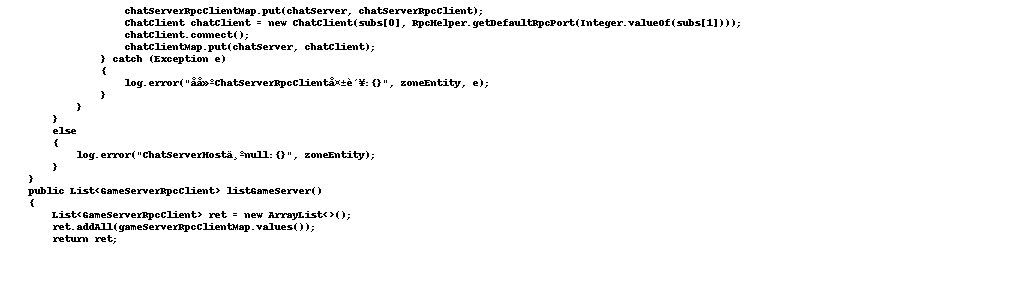 chatServerRpcClientMap.put(chatServer, chatServerRpcClient);
ChatClient chatClient = new ChatClient(subs[0], RpcHelper.getDefaultRpcPort(Integer.valueOf(subs[1])));
chatClient.connect();
chatClientMap.put(chatServer, chatClient);
} catch (Exception e)
{
log.error("åå»ºChatServerRpcClientå¤±è´¥:{}", zoneEntity, e);
}
}
}
else
{
log.error("ChatServerHostä¸ºnull:{}", zoneEntity);
}
}
public List<GameServerRpcClient> listGameServer()
{
List<GameServerRpcClient> ret = new ArrayList<>();
ret.addAll(gameServerRpcClientMap.values());
return ret;